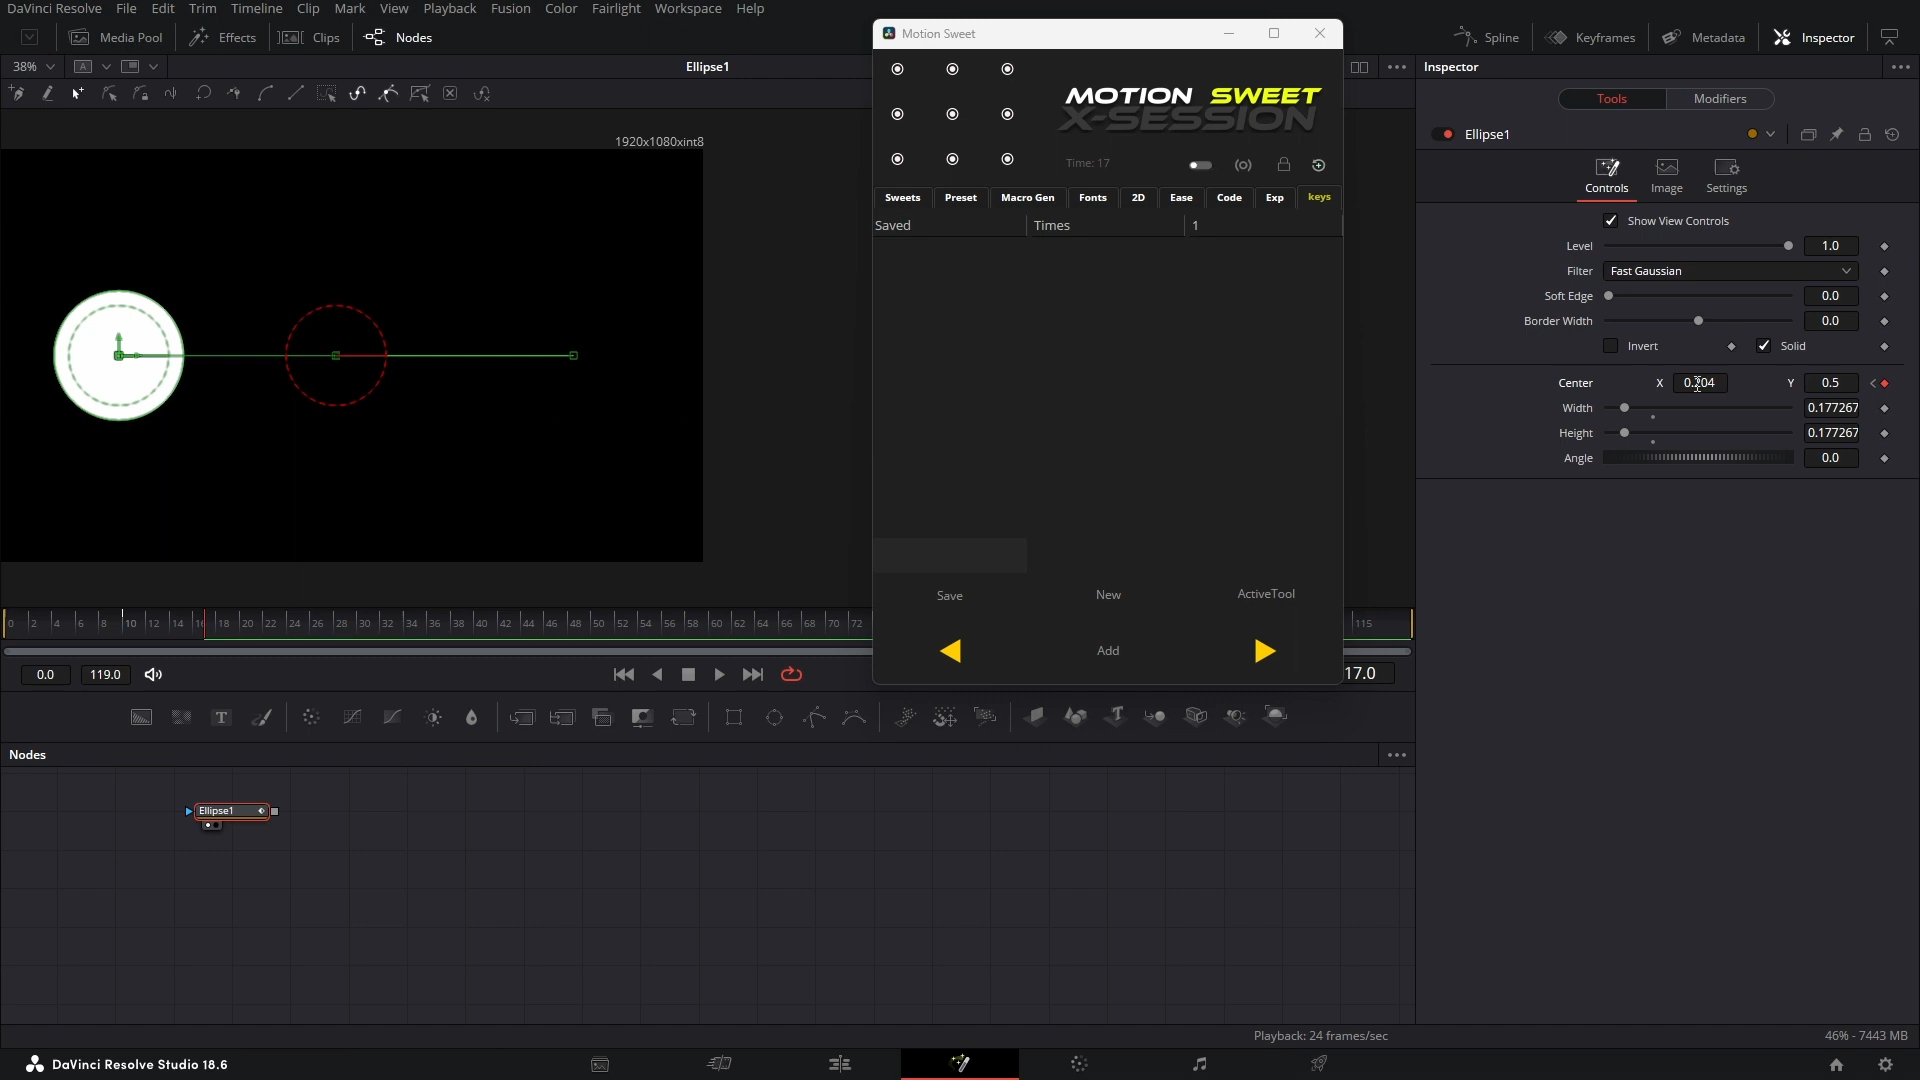 DaVinci Resolve File Edit Trim Timeline Clip Mark View Playback Fusion Color Fairlight Workspace Help
Media Pool Effects Clips Nodes
Motion Sweet
Spline Keyframes Metadata Inspector
38% A
Ellipse1
Inspector
Tools Modifiers
MOTION SWEET
X-SESSION
Ellipse1
1920x1080xint8
Time: 17
Controls Image Settings
Sweets Preset Macro Gen Fonts 2D Ease Code Exp keys
Saved Times 1
Show View Controls
Level 1.0
Filter Fast Gaussian
Soft Edge 0.0
Border Width 0.0
Invert Solid
Center X 0.204 Y 0.5
Width 0.177267
Height 0.177267
Angle 0.0
Save New ActiveTool
0 2 4 6 8 10 12 14 16 18 20 22 24 26 28 30 32 34 36 38 40 42 44 46 48 50 52 54 56 58 60 62 64 66 68 70 72 115
Add
0.0 119.0 17.0
Nodes
Ellipse1
Playback: 24 frames/sec 46% - 7443 MB
DaVinci Resolve Studio 18.6